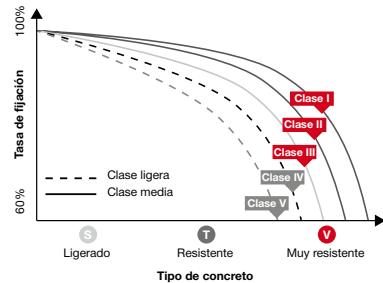 100%
Tasa de fijación
60%
Clase I
Clase II
Clase III
Clase IV
Clase V
Clase ligera
Clase media
S
T
V
Ligerado
Resistente
Muy resistente
Tipo de concreto